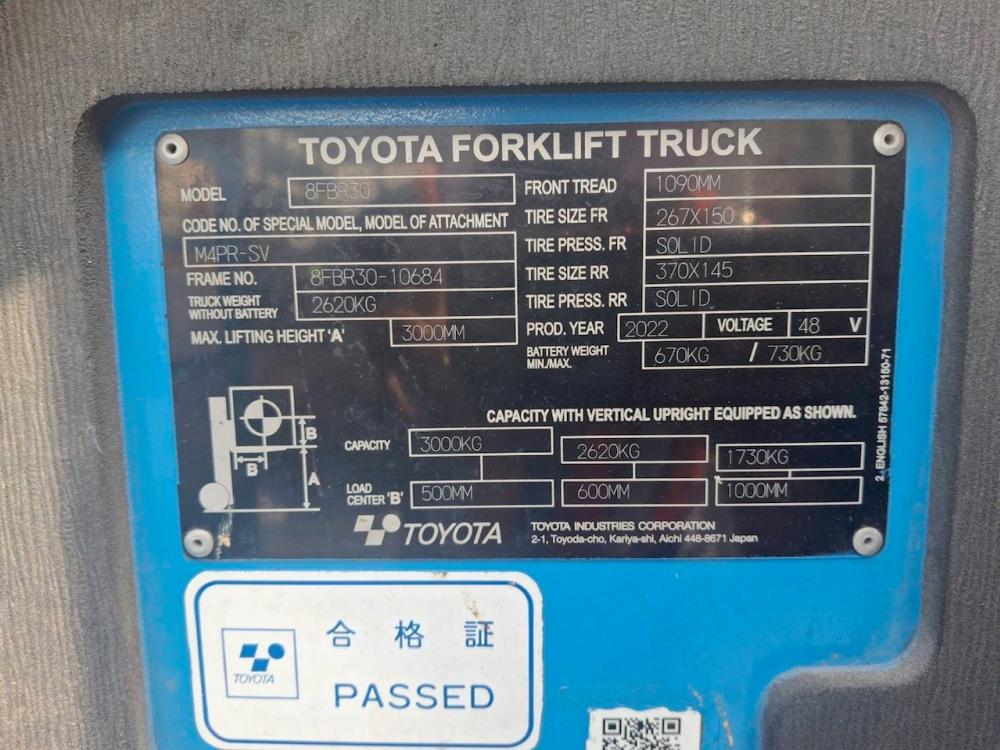 TOYOTA FORKLIFT TRUCK
MODEL 8FBR30
CODE NO. OF SPECIAL MODEL, MODEL OF ATTACHMENT
M4PR-SV
FRAME NO. 8FBR30-10684
TRUCK WEIGHT WITHOUT BATTERY 2620KG
MAX. LIFTING HEIGHT 'A' 3000MM
FRONT TREAD 1090MM
TIRE SIZE FR 267X150
TIRE PRESS. FR SOLID
TIRE SIZE RR 370X145
TIRE PRESS. RR SOLID
PROD. YEAR 2022 VOLTAGE 48 V
BATTERY WEIGHT MIN./MAX. 670KG / 730KG
CAPACITY WITH VERTICAL UPRIGHT EQUIPPED AS SHOWN.
B
B
A
CAPACITY 3000KG 2620KG 1730KG
LOAD CENTER 'B' 500MM 600MM 1000MM
TOYOTA
TOYOTA INDUSTRIES CORPORATION
2-1, Toyoda-cho, Kariya-shi, Aichi 448-8671 Japan
2. ENGLISH 57842-13150-71
合格証
TOYOTA
PASSED